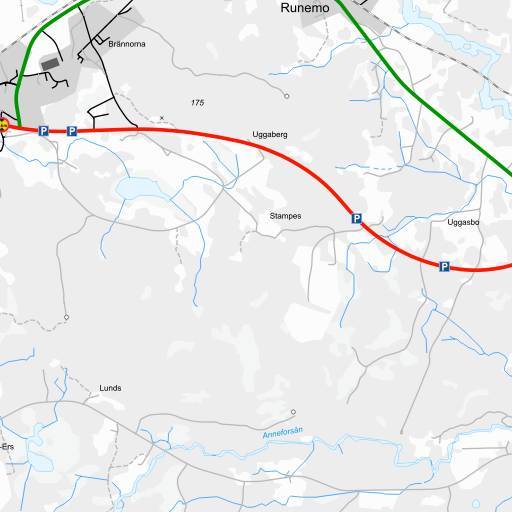 Runemo
Brännorna
175
Uggaberg
P
P
Stampes
P
Uggasbo
P
Lunds
Anneforsån
-Ers